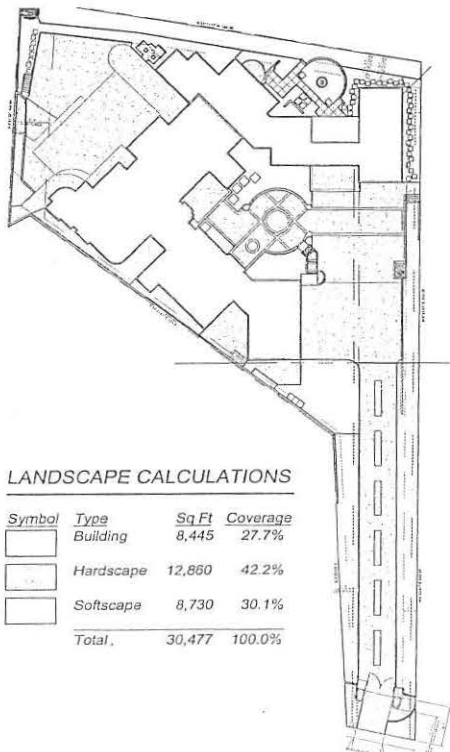 LANDSCAPE CALCULATIONS
Symbol Type Sq Ft Coverage
Building 8,445 27.7%
Hardscape 12,860 42.2%
Softscape 8,730 30.1%
Total, 30,477 100.0%